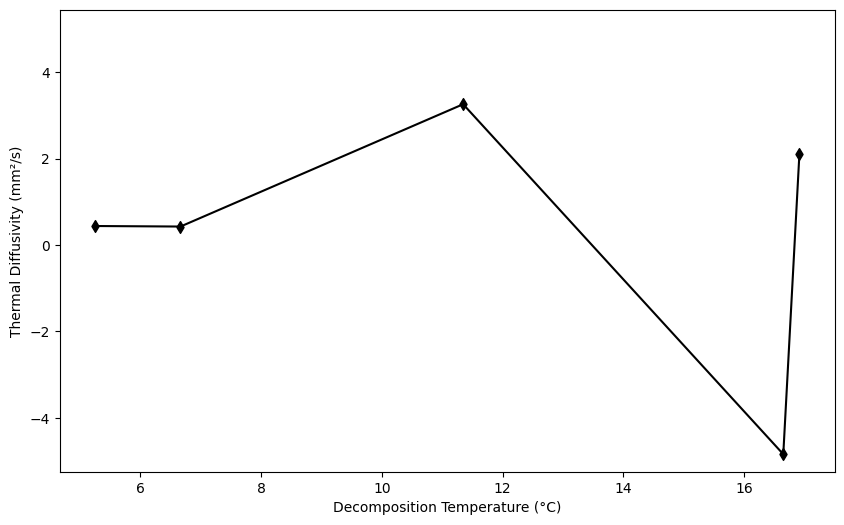 4
2
0
−2
−4
Thermal Diffusivity (mm²/s)
6 8 10 12 14 16
Decomposition Temperature (°C)